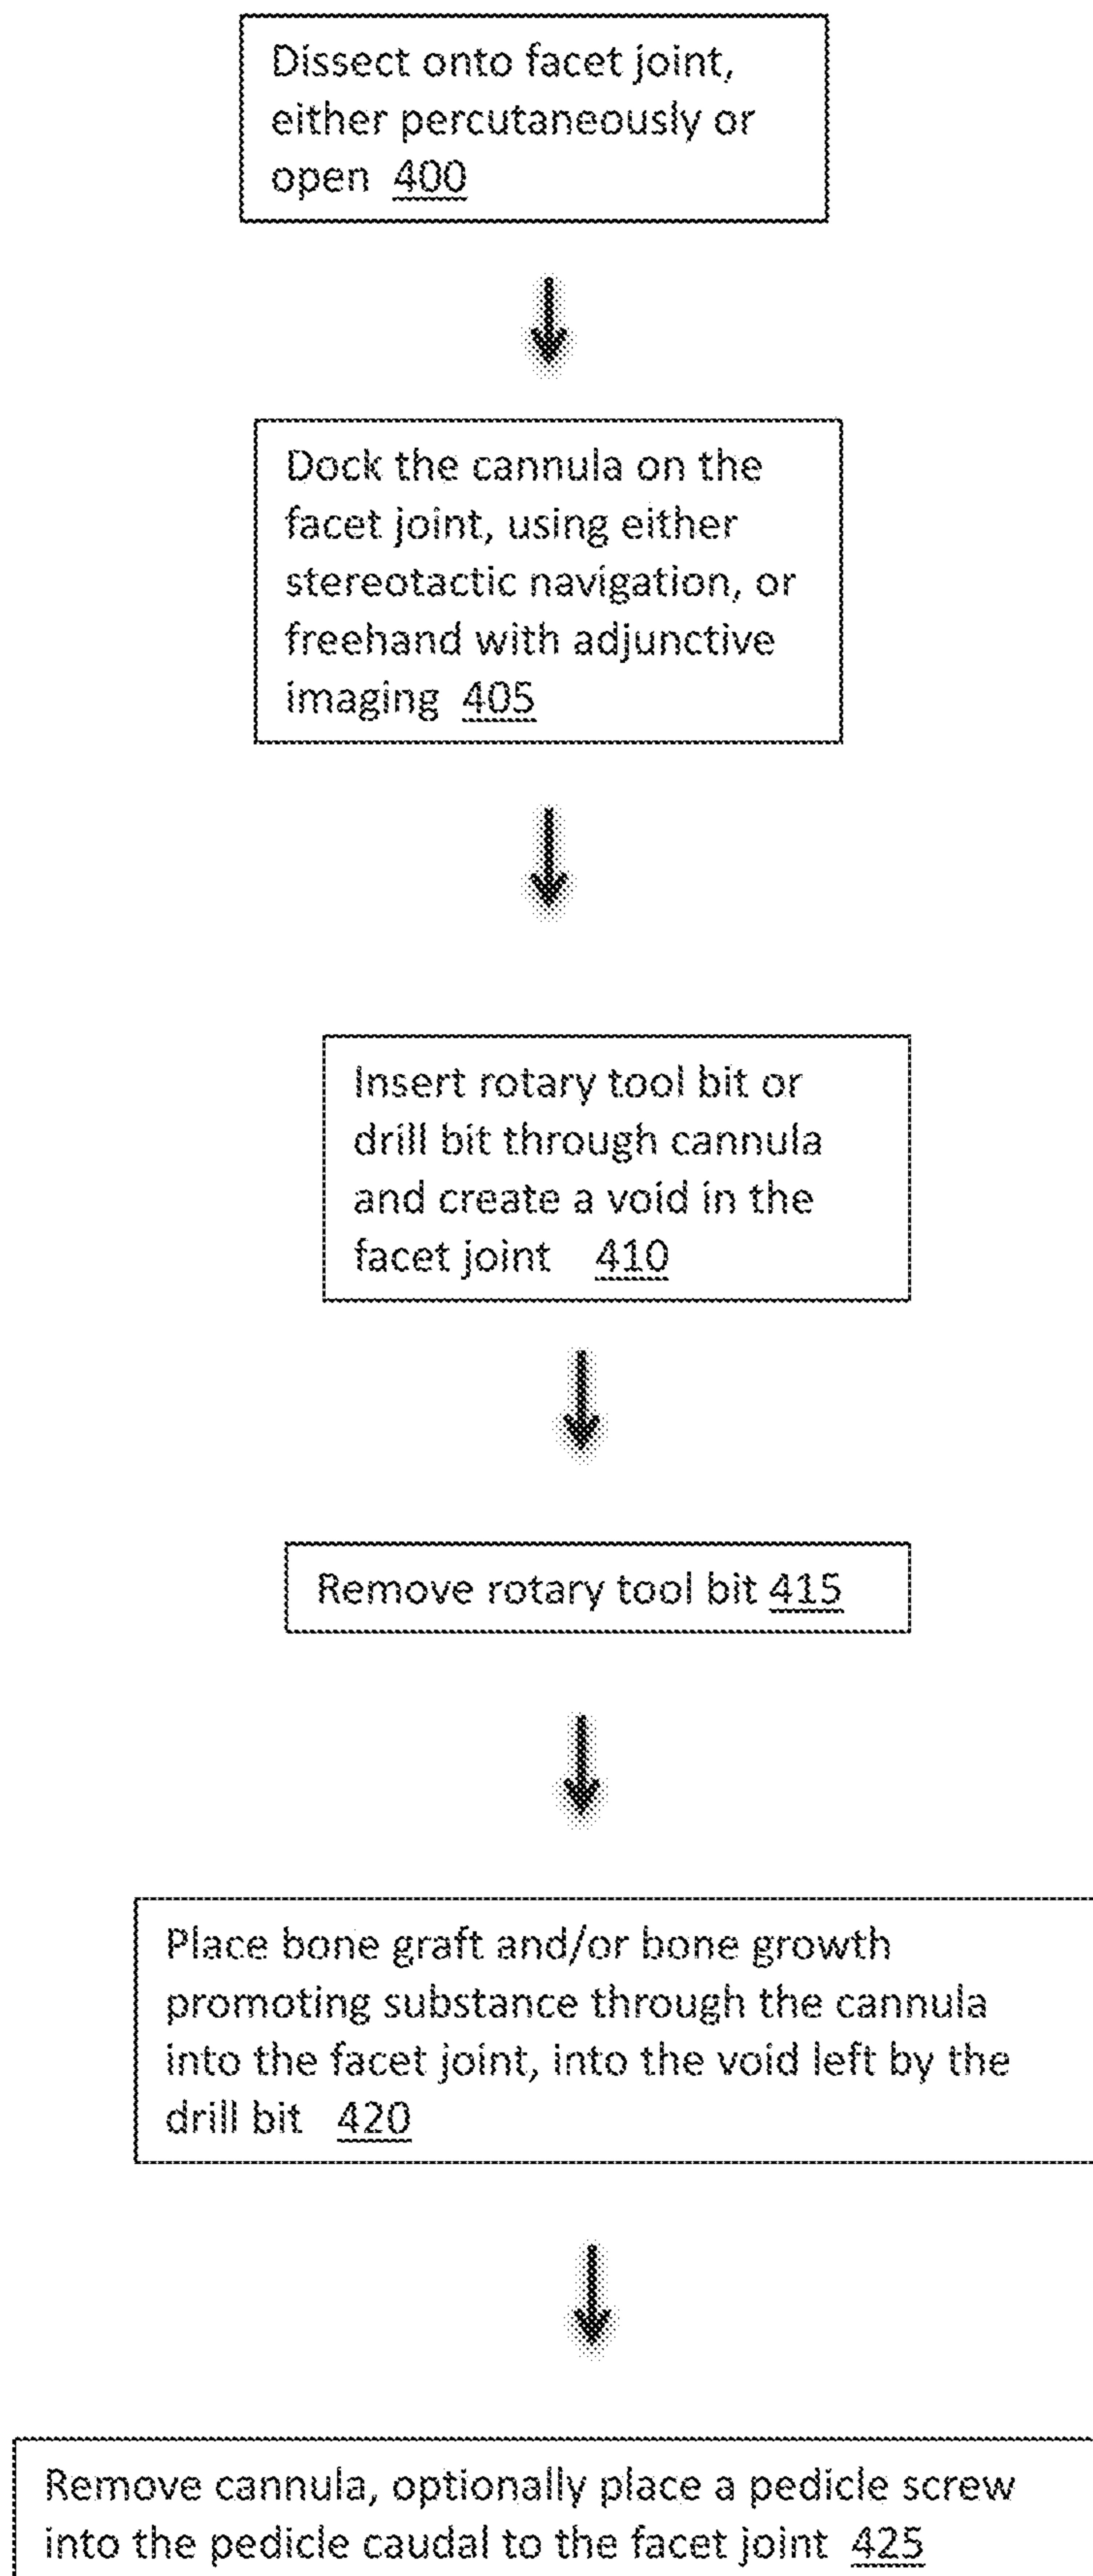 Dissect onto facet joint,
either percutaneously or
open 400
Dock the cannula on the
facet joint, using either
stereotactic navigation, or
freehand with adjunctive
imaging 405
Insert rotary tool bit or
drill bit through cannula
and create a void in the
facet joint 410
Remove rotary tool bit 415
Place bone graft and/or bone growth
promoting substance through the cannula
into the facet joint, into the void left by the
drill bit 420
Remove cannula, optionally place a pedicle screw
into the pedicle caudal to the facet joint 425